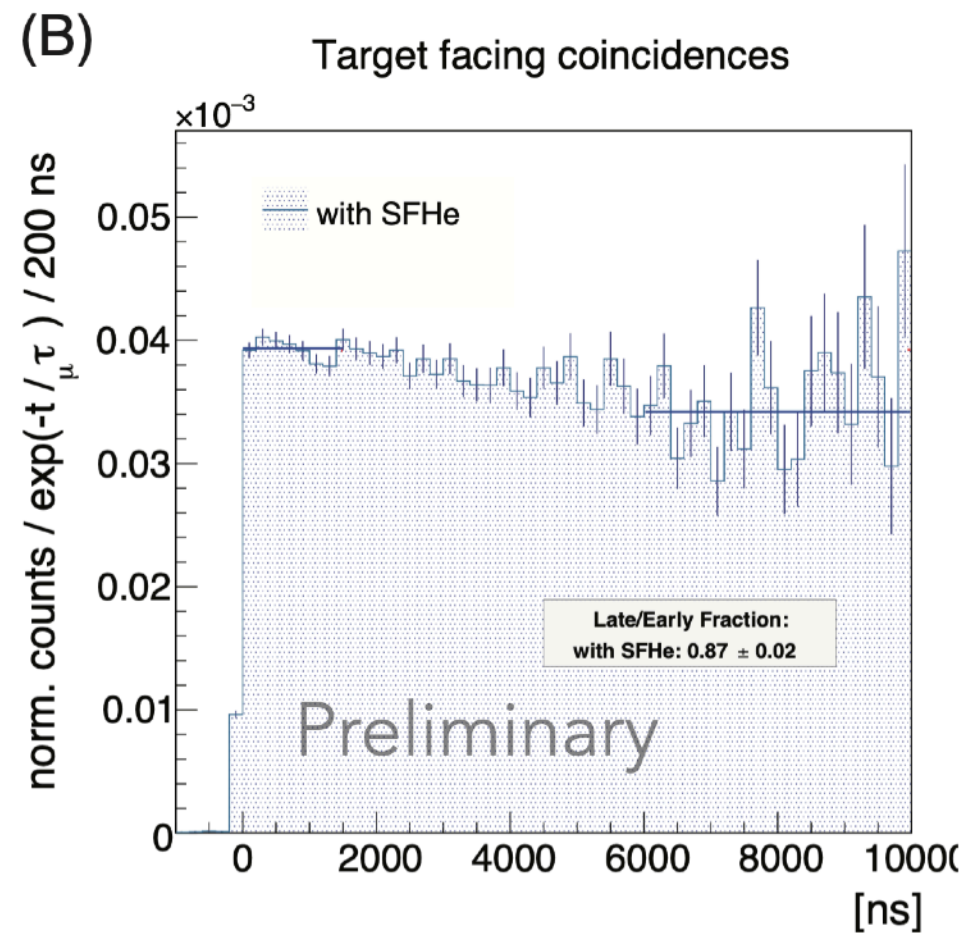 (B)
Target facing coincidences
×10⁻³
norm. counts / exp(-t / τ_μ) / 200 ns
with SFHe
0.05
0.04
0.03
0.02
0.01
0
Late/Early Fraction:
with SFHe: 0.87 ± 0.02
Preliminary
0 2000 4000 6000 8000 1000(
[ns]